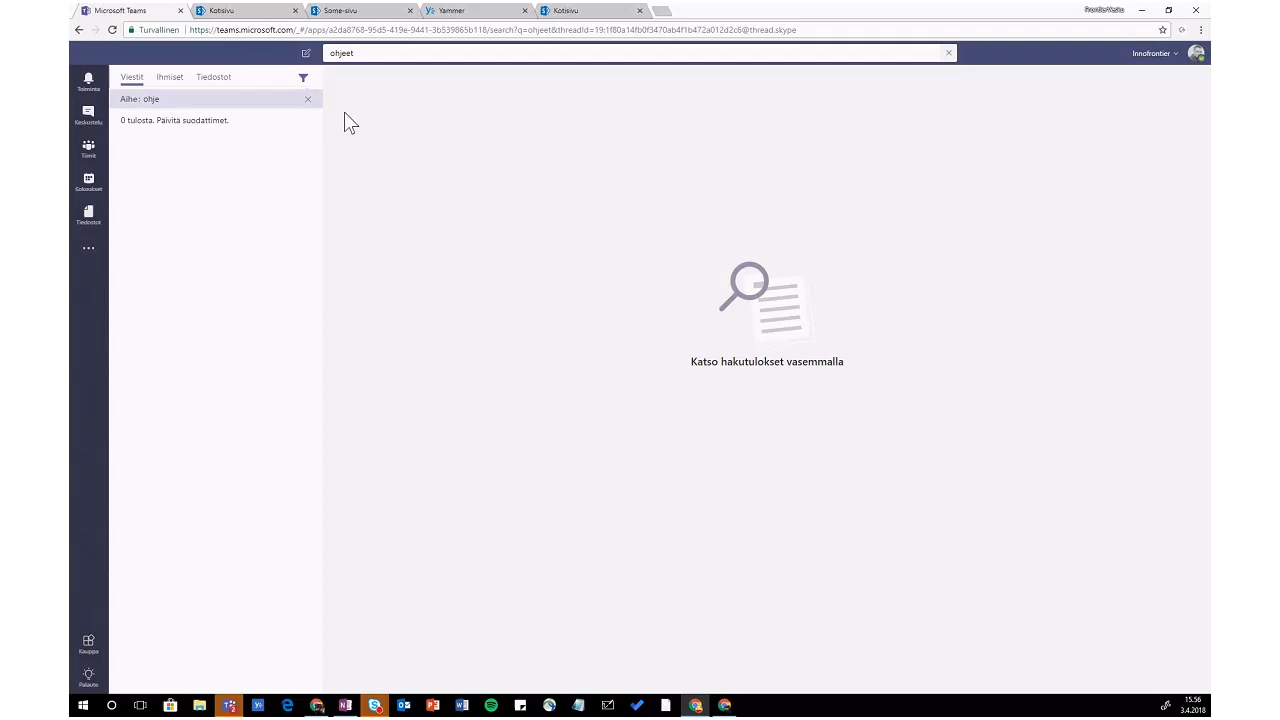 Microsoft Teams
Kotisivu
Some-sivu
Yammer
Kotisivu
FrontierVesku
Turvallinen
https://teams.microsoft.com/_#/apps/a2da8768-95d5-419e-9441-3b539865b118/search?q=ohjeet&threadId=19:1f80a14fb0f3470ab4f1b472a012d2c6@thread.skype
ohjeet
Innofrontier
Toiminta
Keskustelu
Tiimit
Kokoukset
Tiedostot
Viestit
Ihmiset
Tiedostot
Aihe: ohje
0 tulosta. Päivitä suodattimet.
Katso hakutulokset vasemmalla
Kauppa
Palaute
15.56
3.4.2018